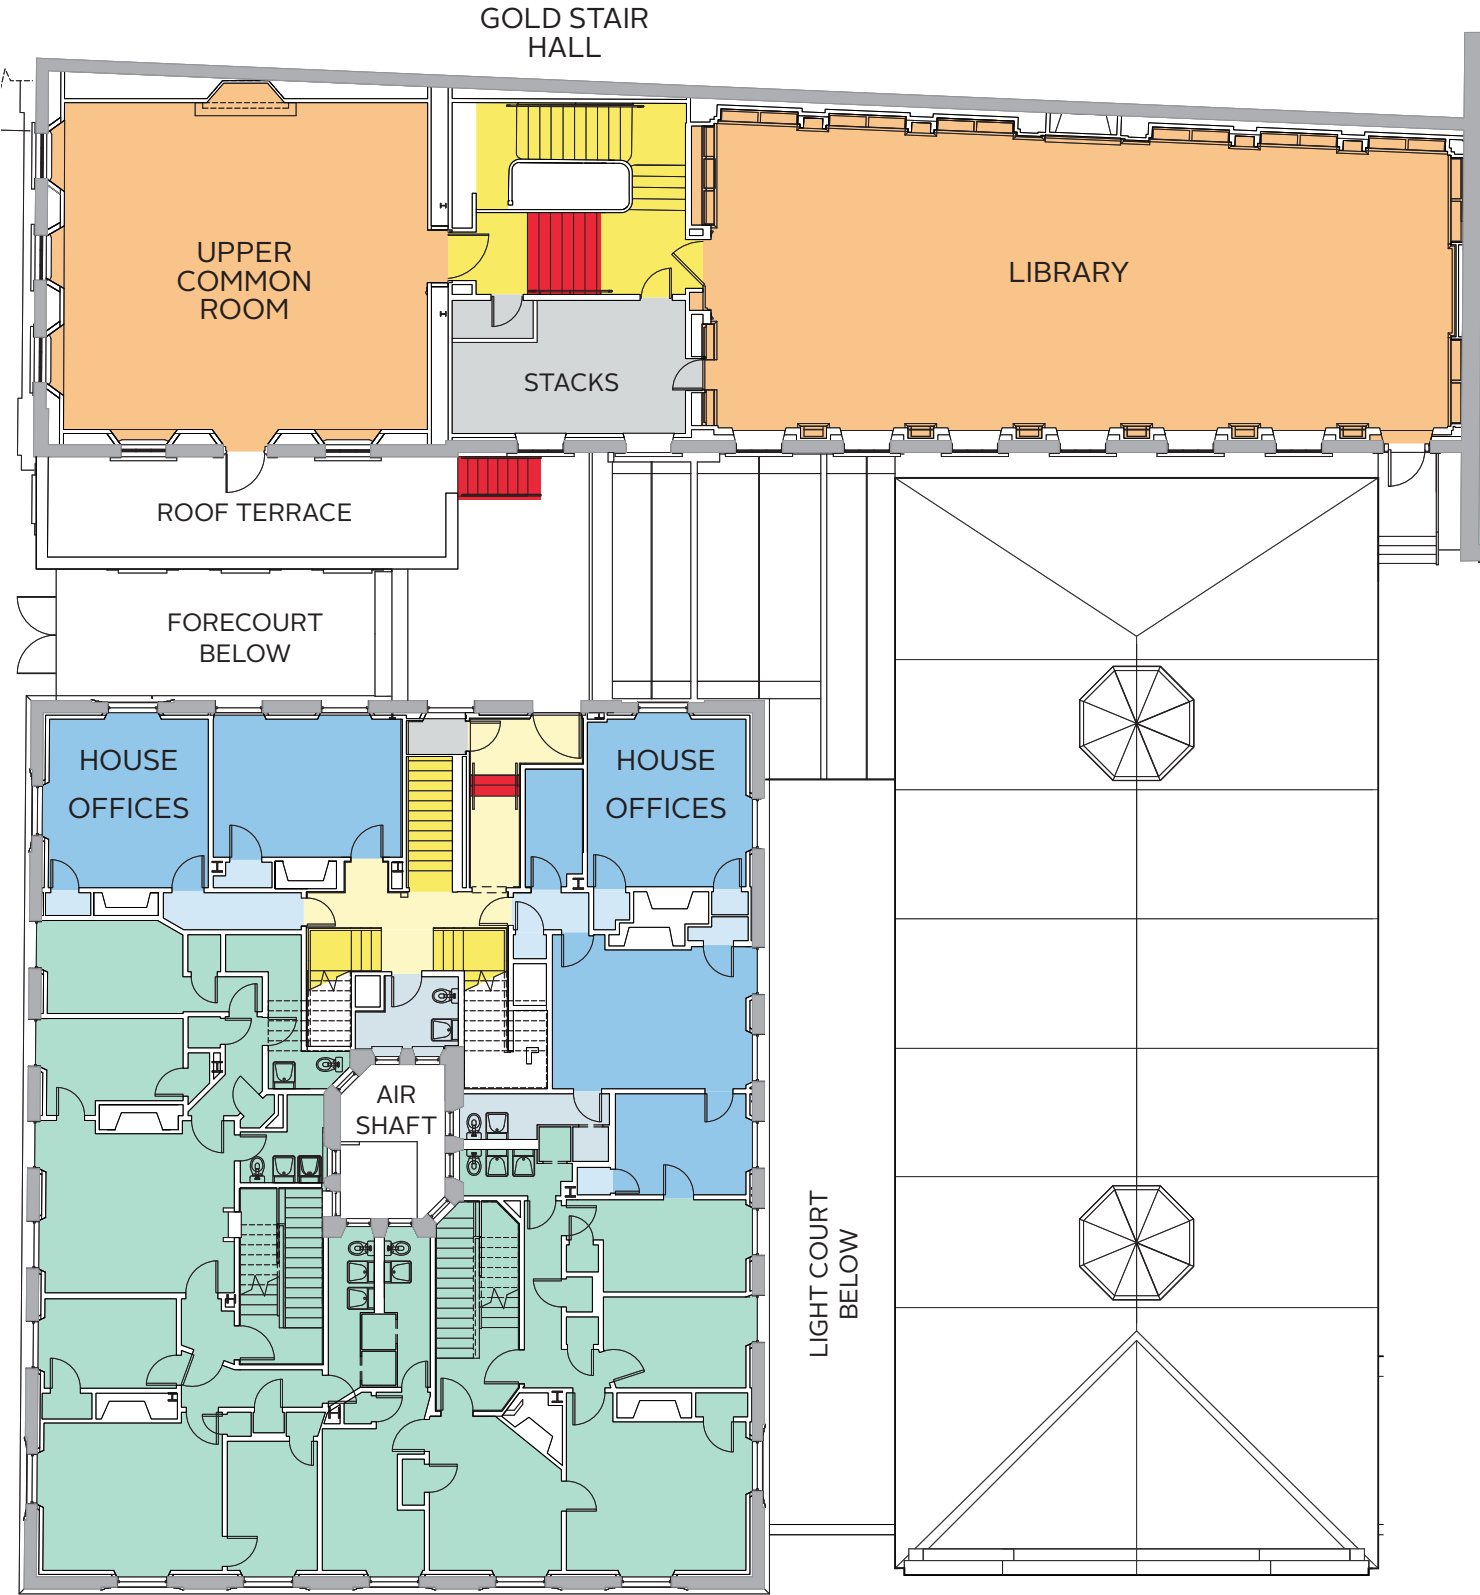 GOLD STAIR
HALL
UPPER
COMMON
ROOM
LIBRARY
STACKS
ROOF TERRACE
FORECOURT
BELOW
HOUSE
OFFICES
HOUSE
OFFICES
AIR
SHAFT
LIGHT COURT
BELOW